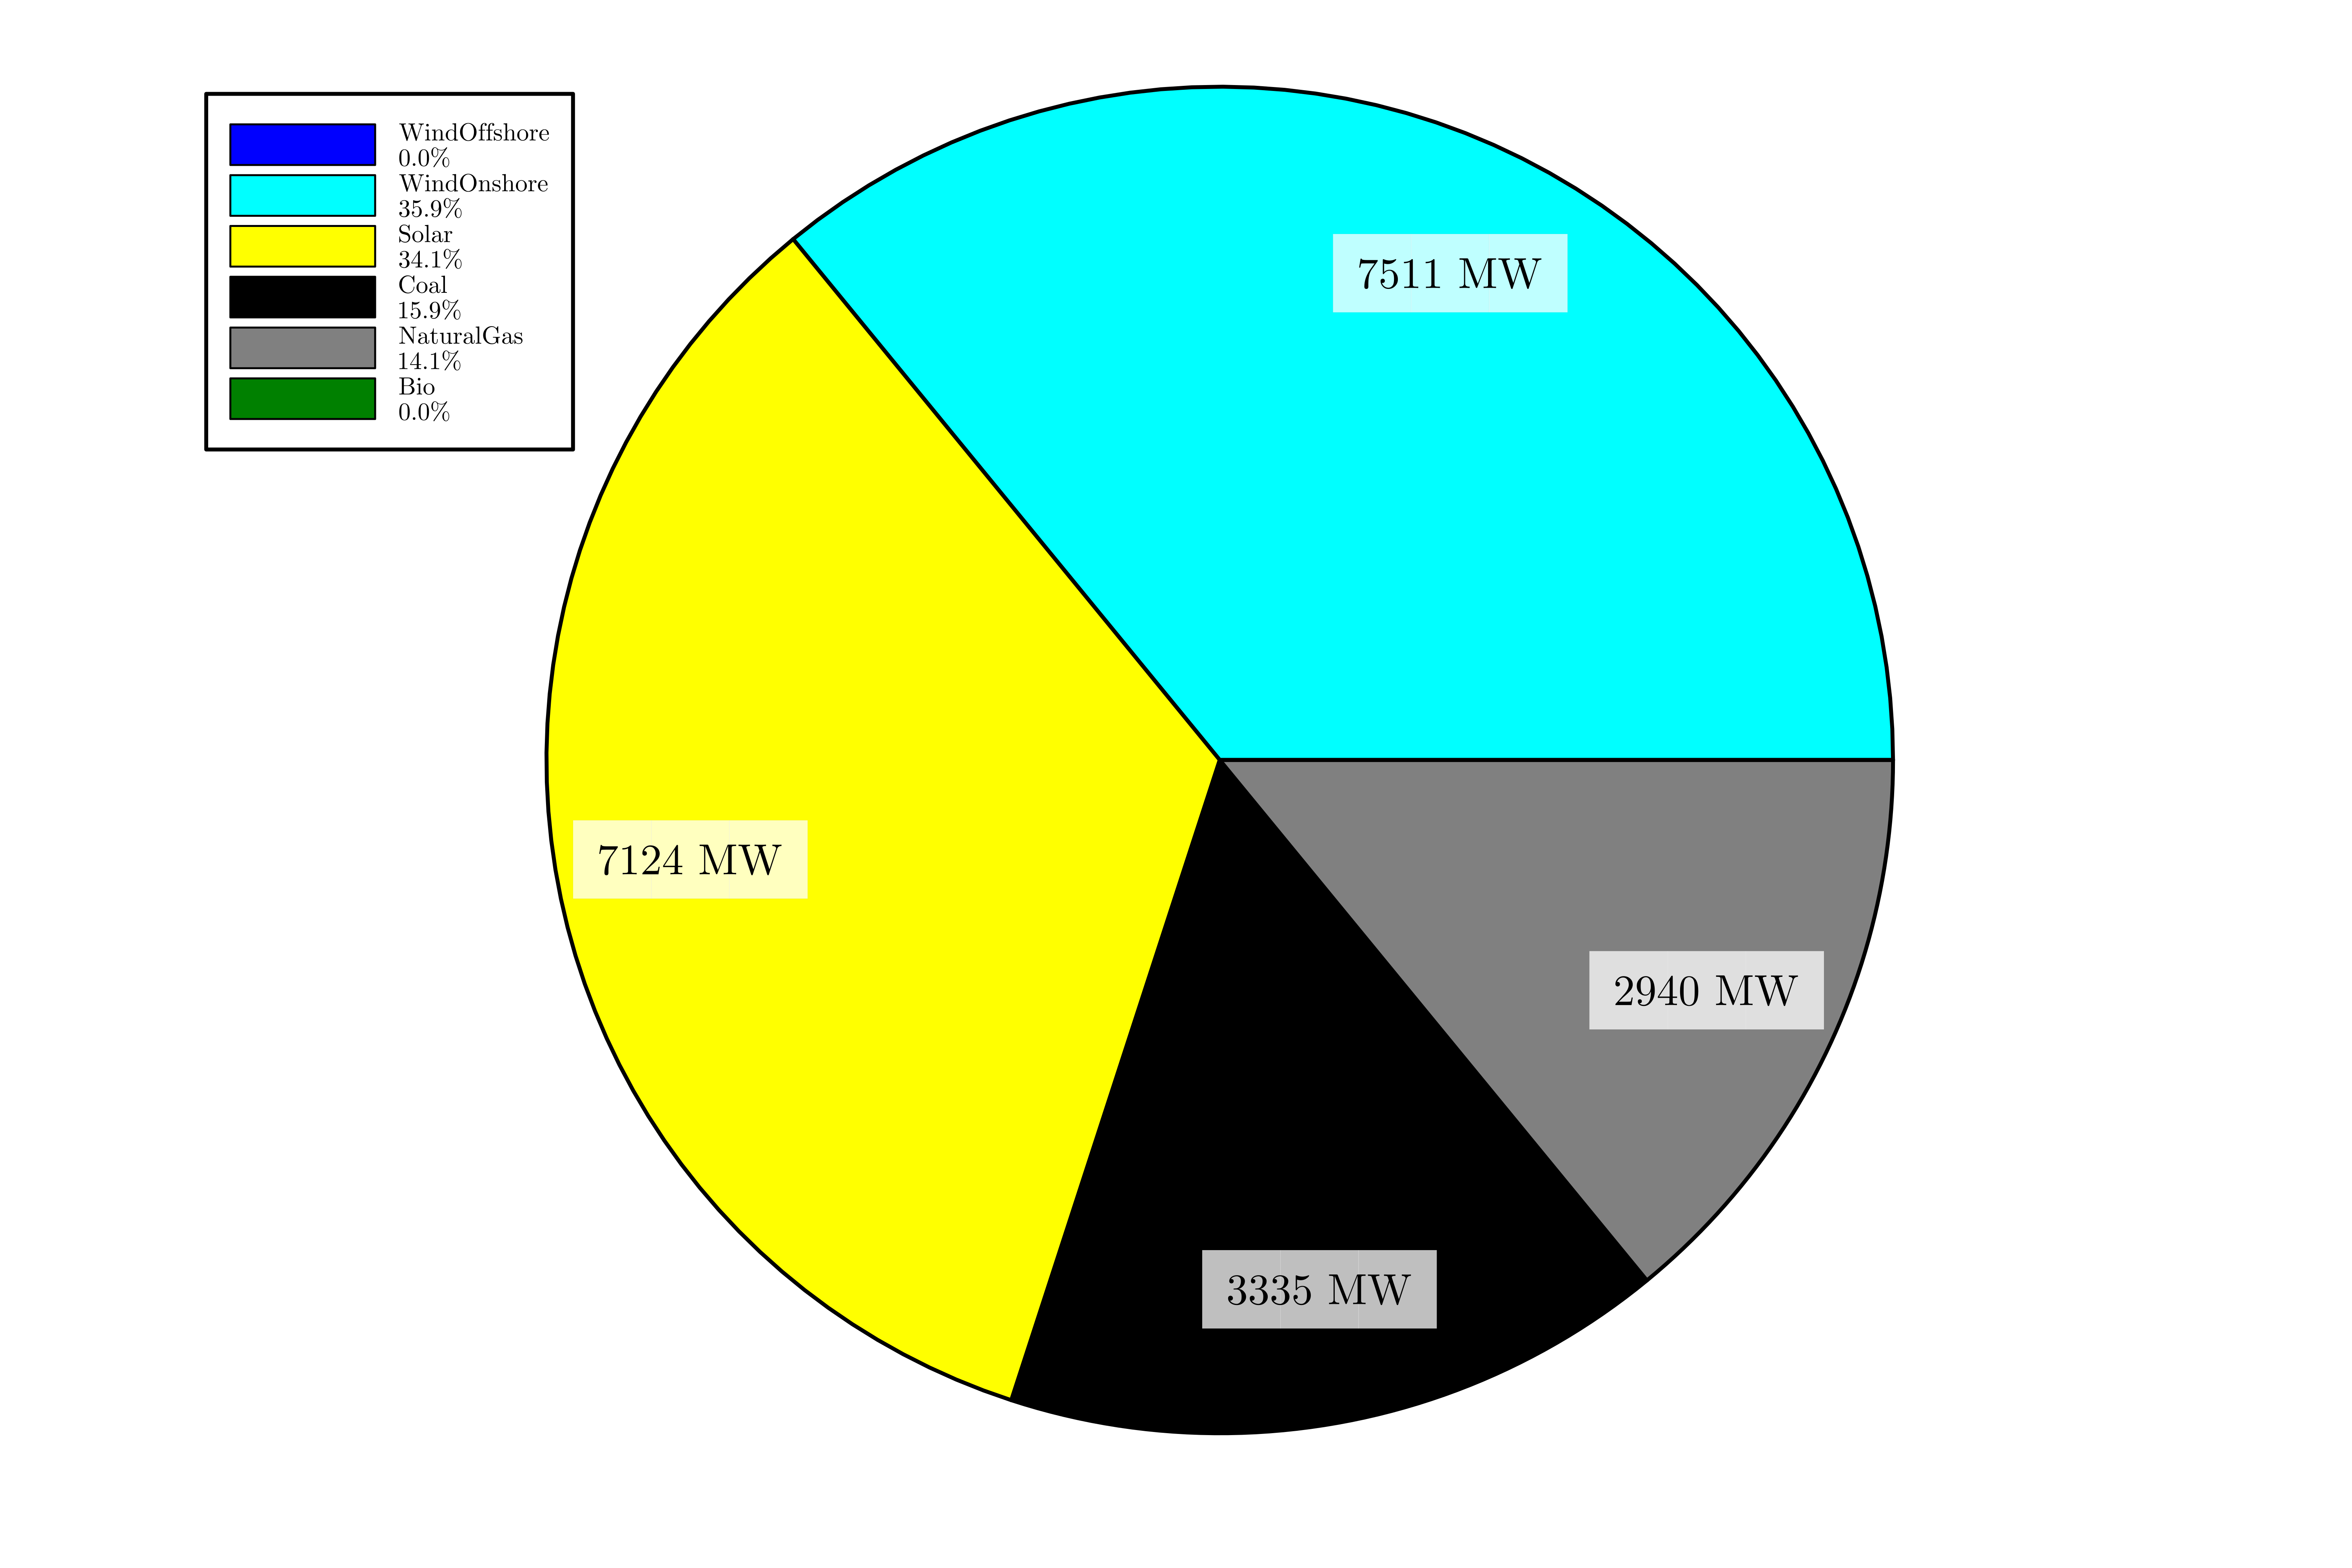 WindOffshore
0.0%
WindOnshore
35.9%
Solar
34.1%
Coal
15.9%
NaturalGas
14.1%
Bio
0.0%
7511 MW
7124 MW
2940 MW
3335 MW